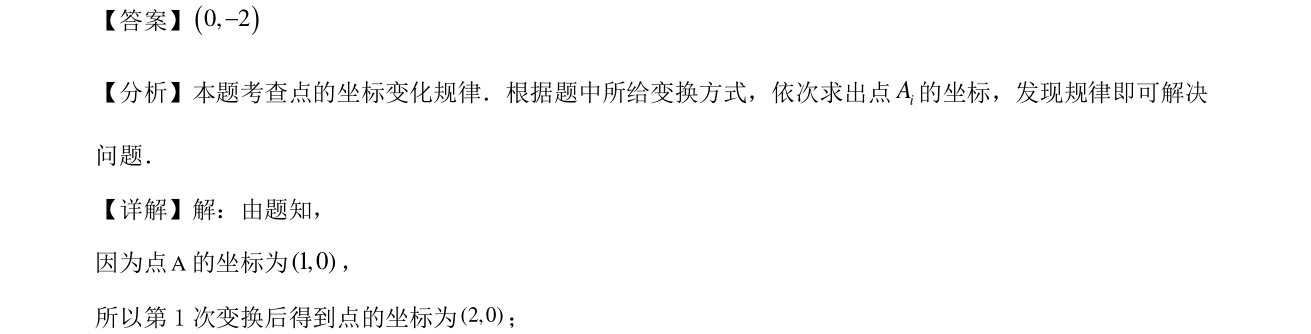 【答案】(0,−2)
【分析】本题考查点的坐标变化规律．根据题中所给变换方式，依次求出点 Aᵢ 的坐标，发现规律即可解决
问题．
【详解】解：由题知，
因为点 A 的坐标为(1,0)，
所以第 1 次变换后得到点的坐标为(2,0)；